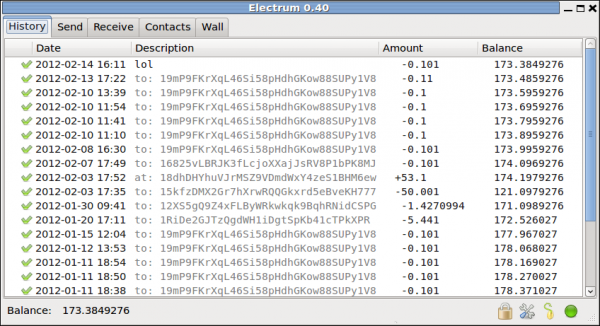 Electrum 0.40
History Send Receive Contacts Wall
Date Description Amount Balance
2012-02-14 16:11 lol -0.101 173.3849276
2012-02-13 17:22 to: 19mP9FKrXqL46Si58pHdhGKow88SUPy1V8 -0.11 173.4859276
2012-02-10 13:39 to: 19mP9FKrXqL46Si58pHdhGKow88SUPy1V8 -0.1 173.5959276
2012-02-10 11:54 to: 19mP9FKrXqL46Si58pHdhGKow88SUPy1V8 -0.1 173.6959276
2012-02-10 11:41 to: 19mP9FKrXqL46Si58pHdhGKow88SUPy1V8 -0.1 173.7959276
2012-02-10 11:10 to: 19mP9FKrXqL46Si58pHdhGKow88SUPy1V8 -0.1 173.8959276
2012-02-08 16:30 to: 19mP9FKrXqL46Si58pHdhGKow88SUPy1V8 -0.101 173.9959276
2012-02-07 17:49 to: 16825vLBRJK3fLcjoXXajJsRV8P1bPK8MJ -0.101 174.0969276
2012-02-03 17:52 at: 18dhDHYhuVJrMSZ9VDmdWxY4zeS1BHM6ew +53.1 174.1979276
2012-02-03 17:35 to: 15kfzDMX2Gr7hXrwRQQGkxrd5eBveKH777 -50.001 121.0979276
2012-01-30 09:41 to: 12XS5gQ9Z4xFLByWRkwkqk9BqhRNidCSPG -1.4270994 171.0989276
2012-01-20 17:11 to: 1RiDe2GJTzQgdWH1iDgtSpKb41cTPkXPR -5.441 172.526027
2012-01-15 12:04 to: 19mP9FKrXqL46Si58pHdhGKow88SUPy1V8 -0.101 177.967027
2012-01-12 13:53 to: 19mP9FKrXqL46Si58pHdhGKow88SUPy1V8 -0.101 178.068027
2012-01-11 18:54 to: 19mP9FKrXqL46Si58pHdhGKow88SUPy1V8 -0.101 178.169027
2012-01-11 18:50 to: 19mP9FKrXqL46Si58pHdhGKow88SUPy1V8 -0.101 178.270027
2012-01-11 18:38 to: 19mP9FKrXqL46Si58pHdhGKow88SUPy1V8 -0.101 178.371027
Balance: 173.3849276